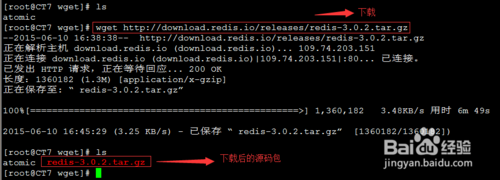 [root@CT7 wget]# ls
atomic
下载
[root@CT7 wget]# wget http://download.redis.io/releases/redis-3.0.2.tar.gz
--2015-06-10 16:38:38--  http://download.redis.io/releases/redis-3.0.2.tar.gz
正在解析主机 download.redis.io (download.redis.io)... 109.74.203.151
正在连接 download.redis.io (download.redis.io)|109.74.203.151|:80... 已连接。
已发出 HTTP 请求，正在等待回应... 200 OK
长度：1360182 (1.3M) [application/x-gzip]
正在保存至: “ redis-3.0.2.tar.gz”
100%[==========================================>] 1,360,182   3.48KB/s 用时 6m 49s
2015-06-10 16:45:29 (3.25 KB/s) - 已保存 “ redis-3.0.2.tar.gz” [1360182/1360182])
[root@CT7 wget]# ls
atomic  redis-3.0.2.tar.gz
下载后的源码包
[root@CT7 wget]#
Baidu 百度经验
jingyan.baidu.com